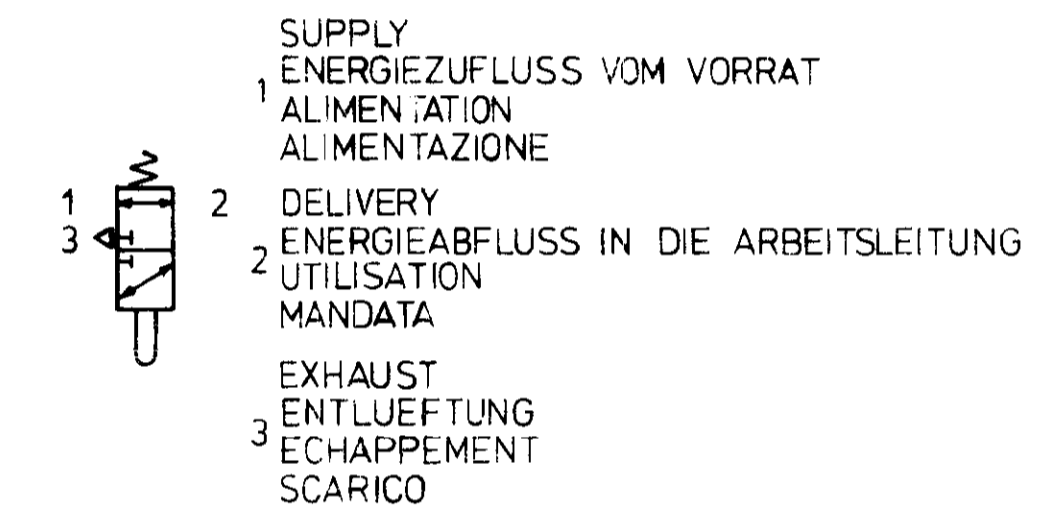 SUPPLY
1 ENERGIEZUFLUSS VOM VORRAT
ALIMENTATION
ALIMENTAZIONE
1 2
3
DELIVERY
2 ENERGIEABFLUSS IN DIE ARBEITSLEITUNG
UTILISATION
MANDATA
EXHAUST
3 ENTLUEFTUNG
ECHAPPEMENT
SCARICO